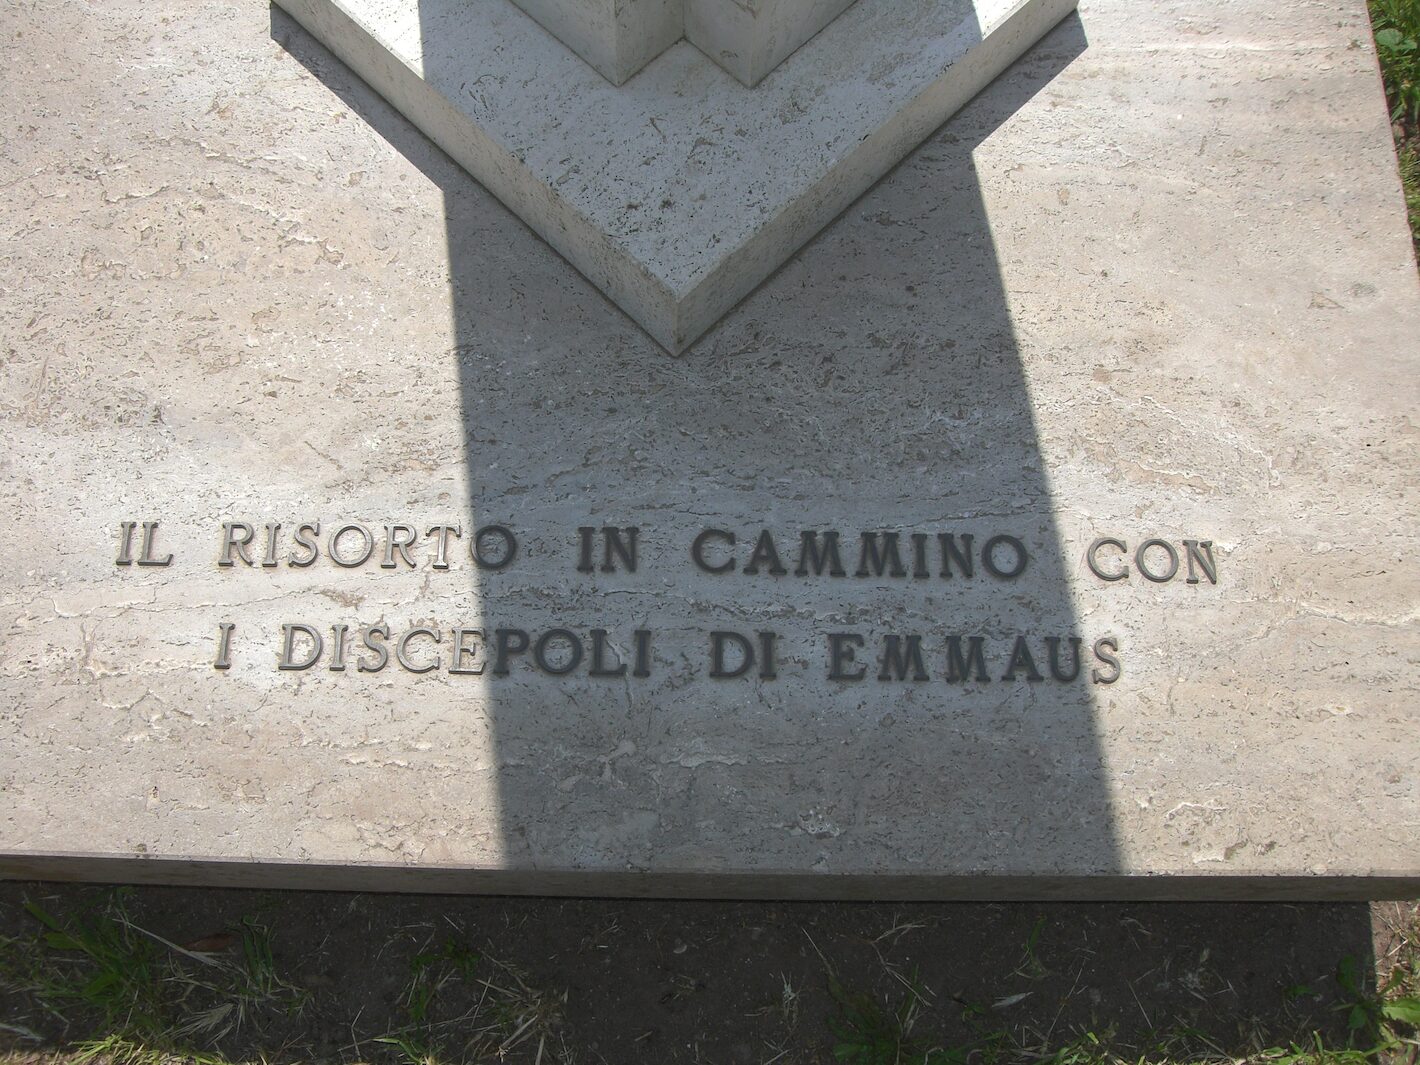 IL RISORTO IN CAMMINO CON
I DISCEPOLI DI EMMAUS